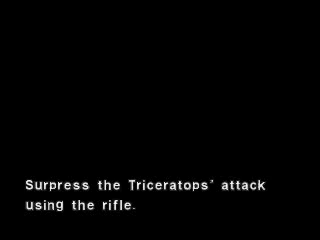 Surpress the Triceratops' attack
using the rifle.